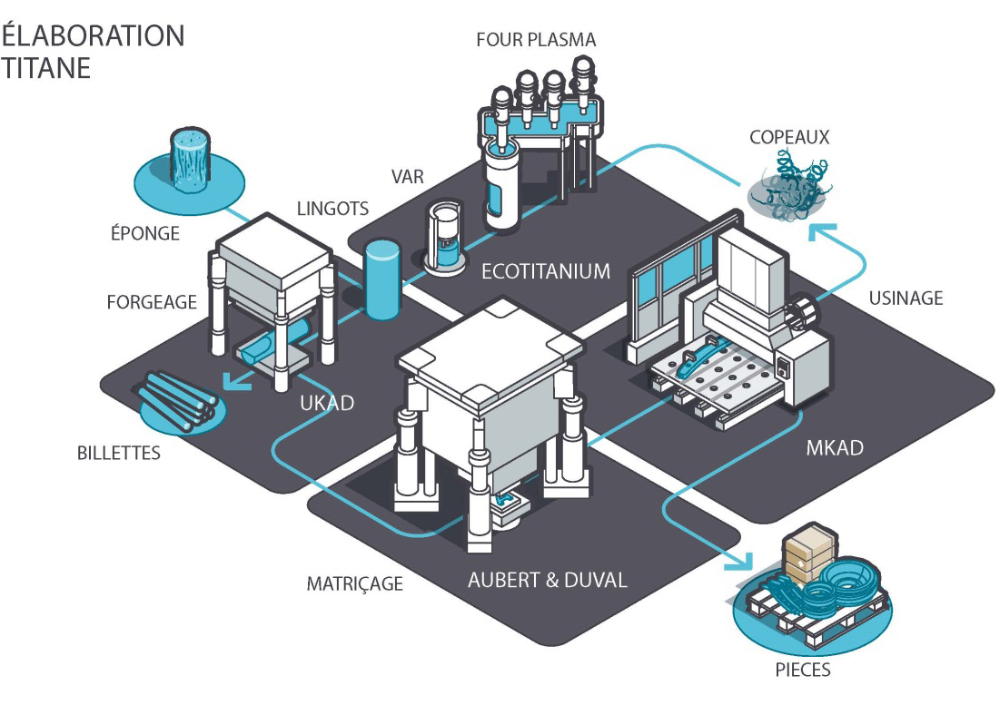 ÉLABORATION
TITANE
FOUR PLASMA
COPEAUX
VAR
LINGOTS
ÉPONGE
ECOTITANIUM
FORGEAGE
USINAGE
UKAD
BILLETTES
MKAD
MATRIÇAGE
AUBERT & DUVAL
PIECES